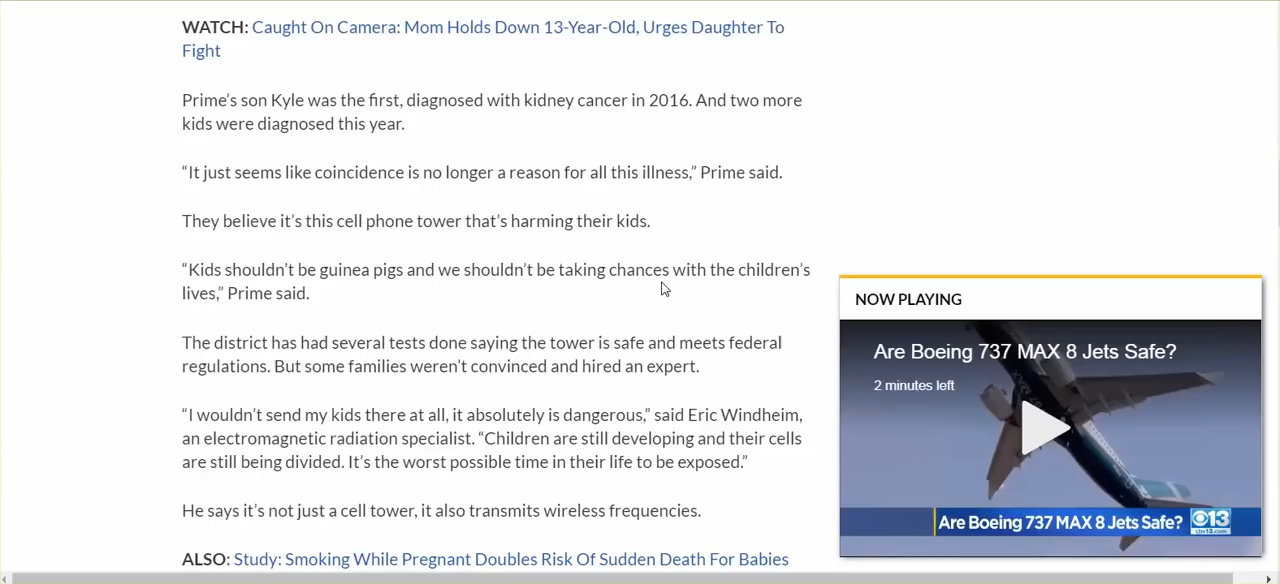 WATCH: Caught On Camera: Mom Holds Down 13-Year-Old, Urges Daughter To
Fight
Prime’s son Kyle was the first, diagnosed with kidney cancer in 2016. And two more
kids were diagnosed this year.
“It just seems like coincidence is no longer a reason for all this illness,” Prime said.
They believe it’s this cell phone tower that’s harming their kids.
“Kids shouldn’t be guinea pigs and we shouldn’t be taking chances with the children’s
lives,” Prime said.
The district has had several tests done saying the tower is safe and meets federal
regulations. But some families weren’t convinced and hired an expert.
“I wouldn’t send my kids there at all, it absolutely is dangerous,” said Eric Windheim,
an electromagnetic radiation specialist. “Children are still developing and their cells
are still being divided. It’s the worst possible time in their life to be exposed.”
He says it’s not just a cell tower, it also transmits wireless frequencies.
ALSO: Study: Smoking While Pregnant Doubles Risk Of Sudden Death For Babies
NOW PLAYING
Are Boeing 737 MAX 8 Jets Safe?
2 minutes left
Are Boeing 737 MAX 8 Jets Safe?
13
cbs13.com